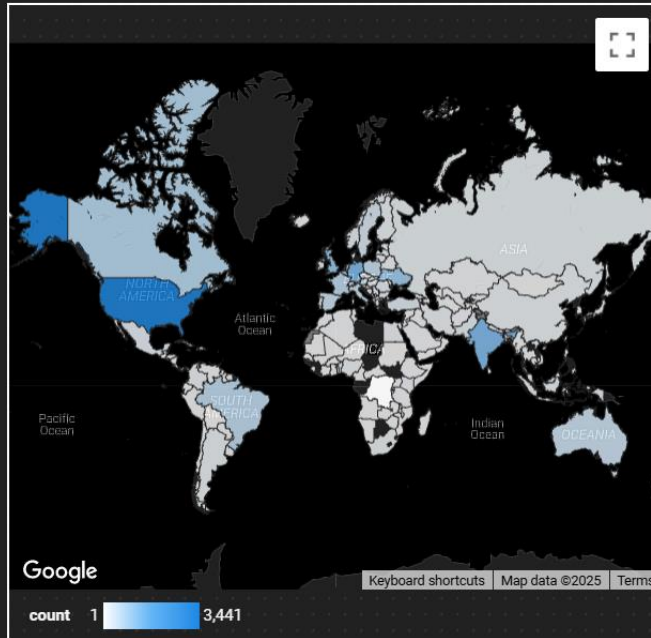 ASIA
NORTH
AMERICA
Atlantic
Ocean
AFRICA
SOUTH
AMERICA
Pacific
Ocean
Indian
Ocean
OCEANIA
Google
Keyboard shortcuts
Map data ©2025
Terms
count 1 3,441